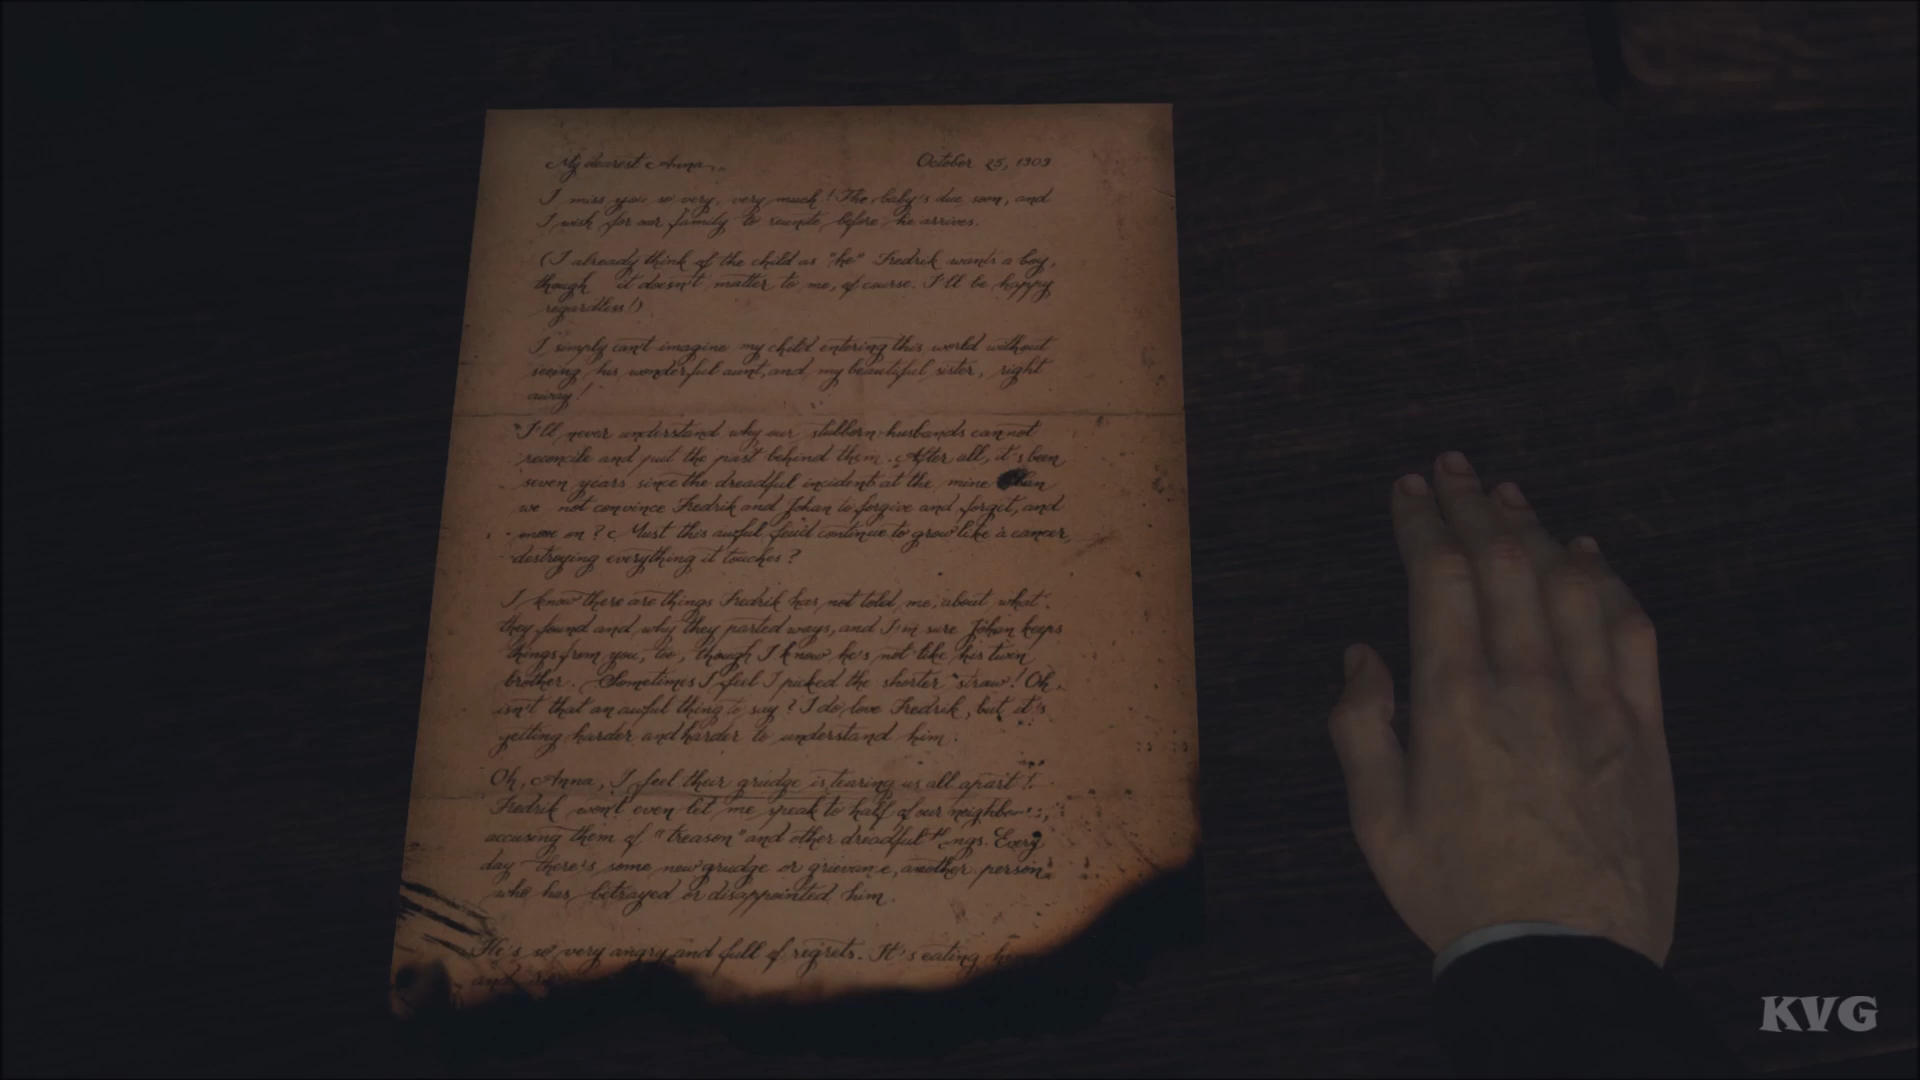 My dearest Anna,
October 25, 1909
I miss you so very, very much! The baby's due soon, and
I wish for our family to reunite before he arrives.
(I already think of the child as "he" Fredrik wants a boy,
though it doesn't matter to me, of course. I'll be happy
regardless!)
I simply can't imagine my child entering this world without
seeing his wonderful aunt, and my beautiful sister, right
away!
I'll never understand why our stubborn husbands cannot
reconcile and put the past behind them. After all, it's been
seven years since the dreadful incident at the mine
we not convince Fredrik and Johan to forgive and forget, and
move on? Must this awful feud continue to grow like a cancer,
destroying everything it touches?
I know there are things Fredrik has not told me, about what
they found and why they parted ways, and I'm sure Johan keeps
things from you, too, though I know he's not like his twin
brother. Sometimes I feel I picked the shorter straw! Oh,
isn't that an awful thing to say? I do love Fredrik, but it's
getting harder and harder to understand him.
Oh, Anna, I feel their grudge is tearing us all apart!
Fredrik won't even let me speak to half of our neighbo
accusing them of "treason" and other dreadful th ngs. Every
day there's some new grudge or grievan e, another person
who has betrayed or disappointed him.
He's so very angry and full of regrets. It's eating
and
KVG